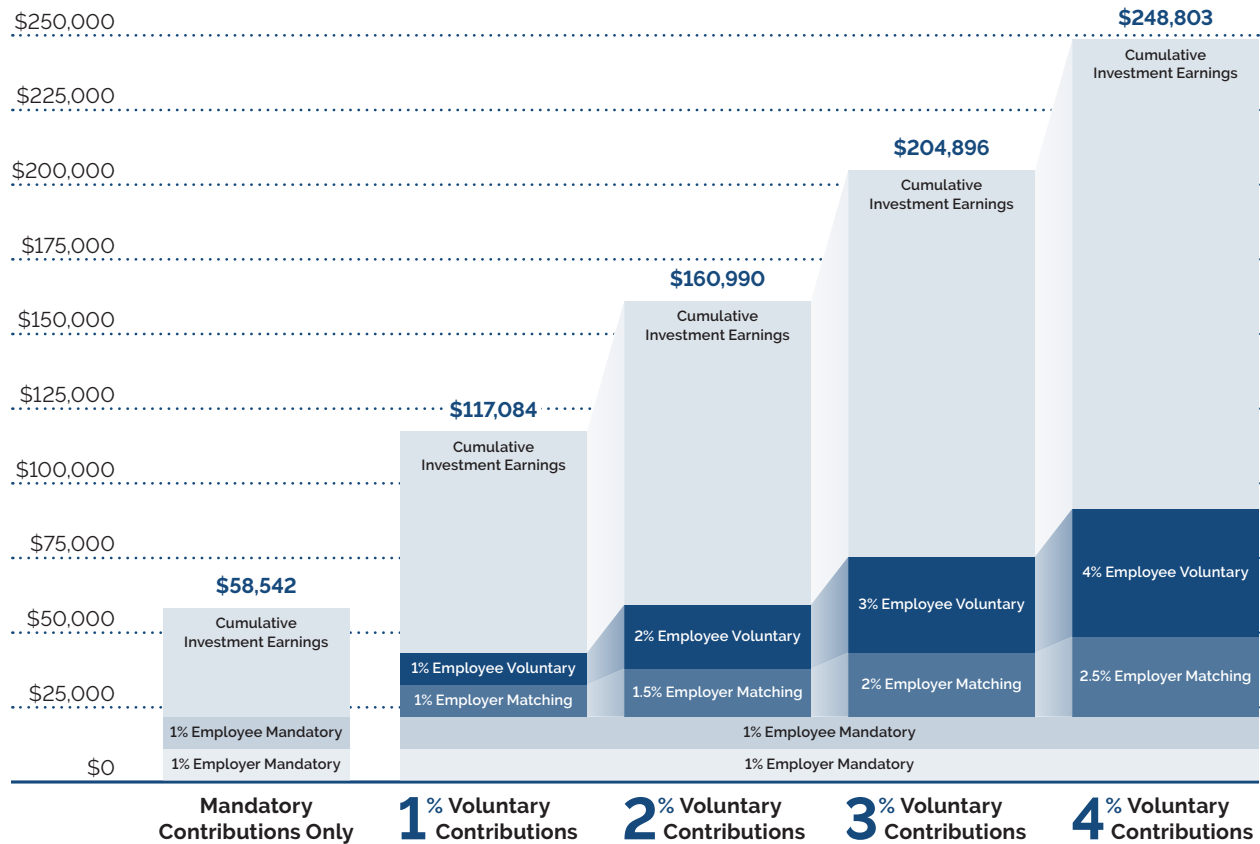 $250,000
$225,000
$200,000
$175,000
$150,000
$125,000
$100,000
$75,000
$50,000
$25,000
$0
$58,542
Cumulative
Investment Earnings
1% Employee Mandatory
1% Employer Mandatory
$117,084
Cumulative
Investment Earnings
1% Employee Voluntary
1% Employer Matching
$160,990
Cumulative
Investment Earnings
2% Employee Voluntary
1.5% Employer Matching
$204,896
Cumulative
Investment Earnings
3% Employee Voluntary
2% Employer Matching
$248,803
Cumulative
Investment Earnings
4% Employee Voluntary
2.5% Employer Matching
1% Employee Mandatory
1% Employer Mandatory
Mandatory
Contributions Only
1% Voluntary
Contributions
2% Voluntary
Contributions
3% Voluntary
Contributions
4% Voluntary
Contributions